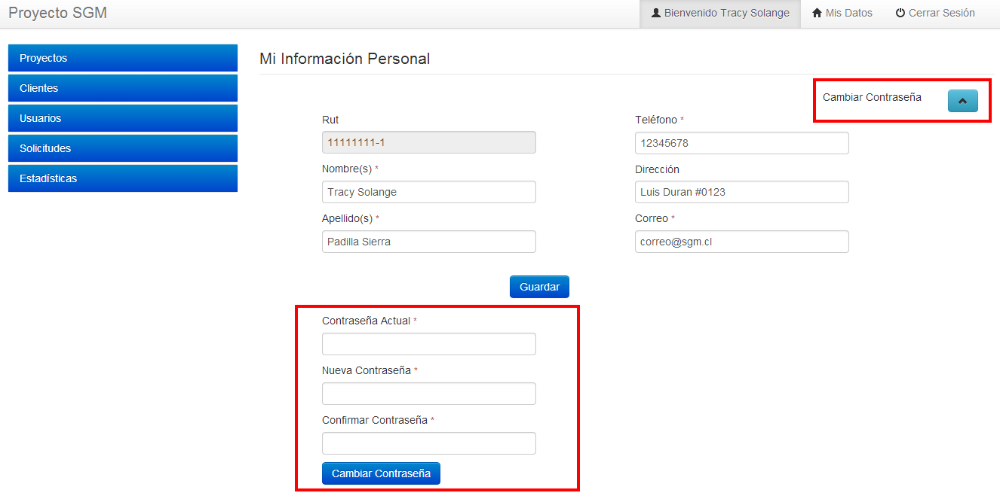 Proyecto SGM
Bienvenido Tracy Solange
Mis Datos
Cerrar Sesión
Proyectos
Clientes
Usuarios
Solicitudes
Estadísticas
Mi Información Personal
Cambiar Contraseña
Rut
11111111-1
Nombre(s) *
Tracy Solange
Apellido(s) *
Padilla Sierra
Teléfono *
12345678
Dirección
Luis Duran #0123
Correo *
correo@sgm.cl
Guardar
Contraseña Actual *
Nueva Contraseña *
Confirmar Contraseña *
Cambiar Contraseña